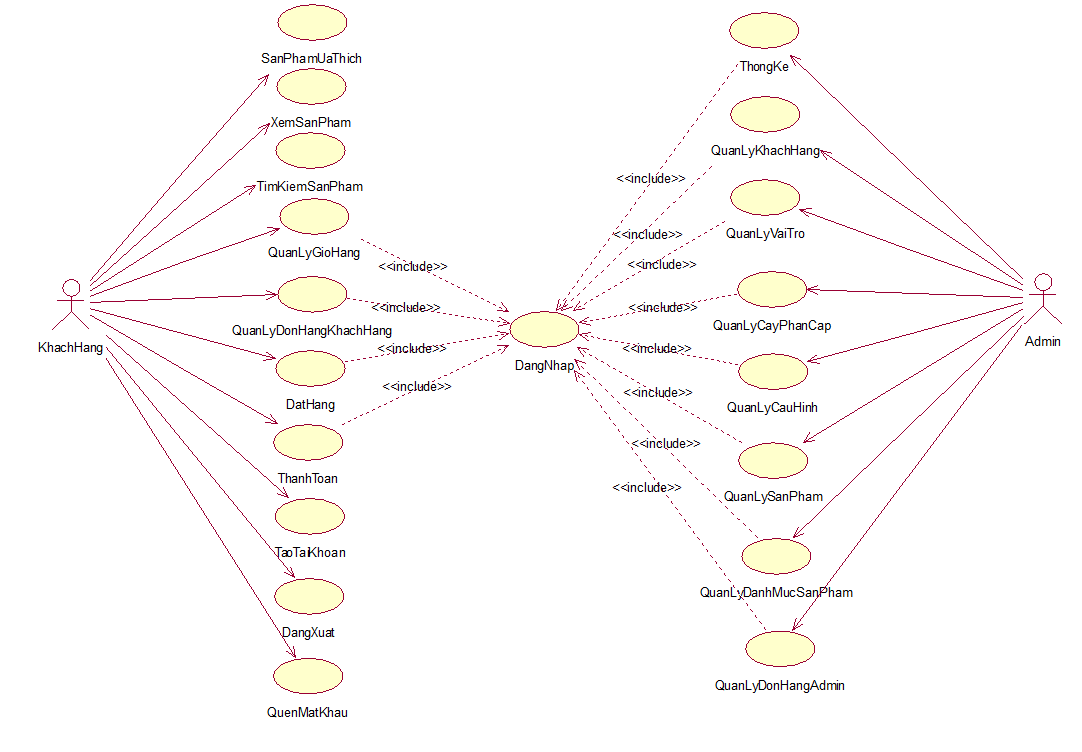 SanPhamUaThich
XemSanPham
TimKiemSanPham
QuanLyGioHang
QuanLyDonHangKhachHang
DatHang
ThanhToan
TaoTaiKhoan
DangXuat
QuenMatKhau
KhachHang
<<include>>
<<include>>
<<include>>
<<include>>
DangNhap
<<include>>
<<include>>
<<include>>
<<include>>
<<include>>
<<include>>
<<include>>
<<include>>
ThongKe
QuanLyKhachHang
QuanLyVaiTro
QuanLyCayPhanCap
QuanLyCauHinh
QuanLySanPham
QuanLyDanhMucSanPham
QuanLyDonHangAdmin
Admin